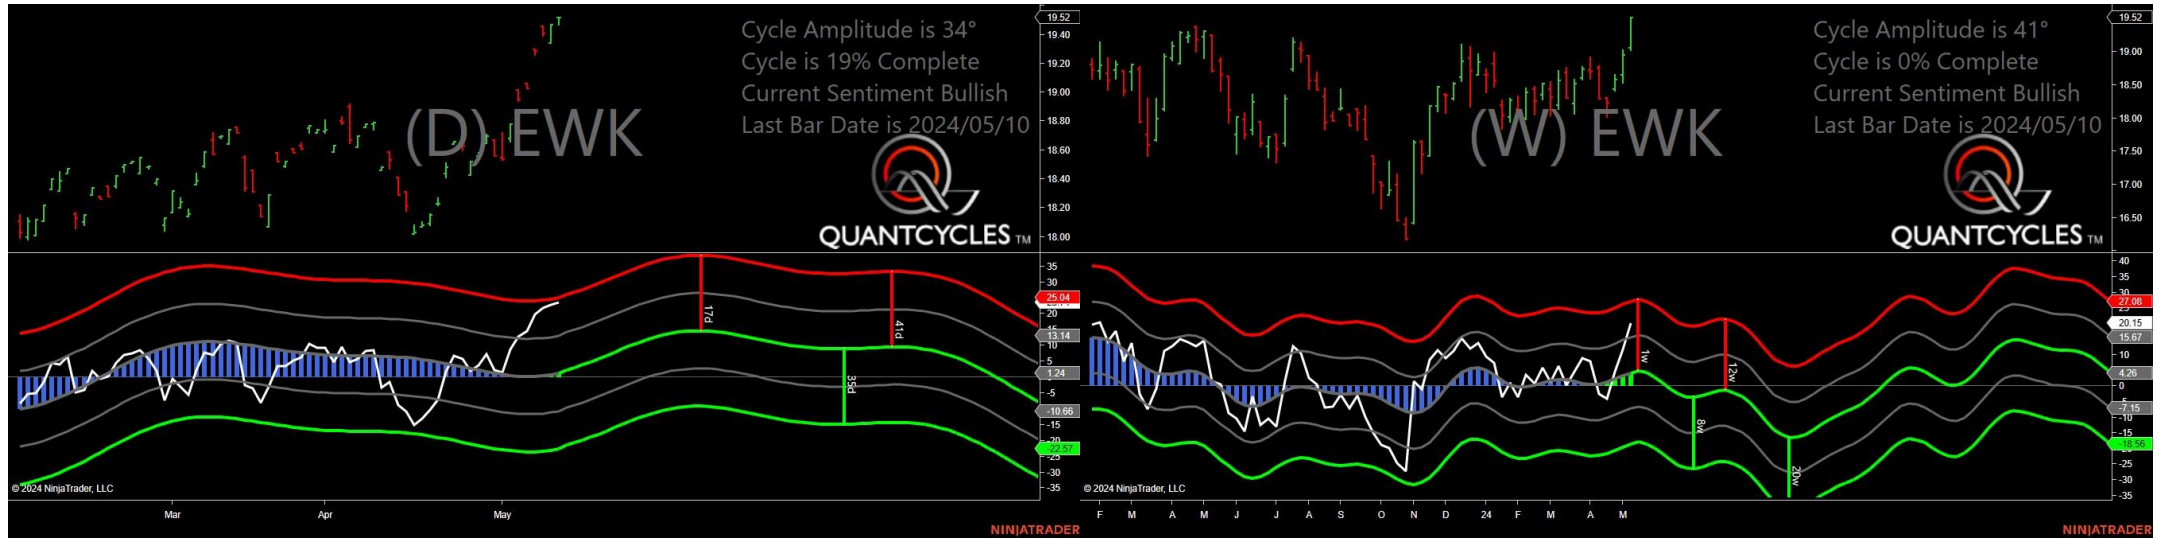 Cycle Amplitude is 34°
Cycle is 19% Complete
Current Sentiment Bullish
Last Bar Date is 2024/05/10
(D) EWK
QUANTCYCLES TM
19.52
19.40
19.20
19.00
18.80
18.60
18.40
18.20
18.00
35
30
25.04
20
15
13.14
10
5
1.24
-5
-10.66
-15
-20
-22.57
-25
-30
-35
17d
41d
35d
© 2024 NinjaTrader, LLC
Mar
Apr
May
NINJATRADER
Cycle Amplitude is 41°
Cycle is 0% Complete
Current Sentiment Bullish
Last Bar Date is 2024/05/10
(W) EWK
QUANTCYCLES TM
19.52
19.00
18.50
18.00
17.50
17.00
16.50
40
35
30
27.08
20.15
15.67
10
4.26
0
-7.15
-10
-15
-18.56
-25
-30
-35
1w
12w
8w
20w
© 2024 NinjaTrader, LLC
F M A M J J A S O N D 24 F M A M
NINJATRADER